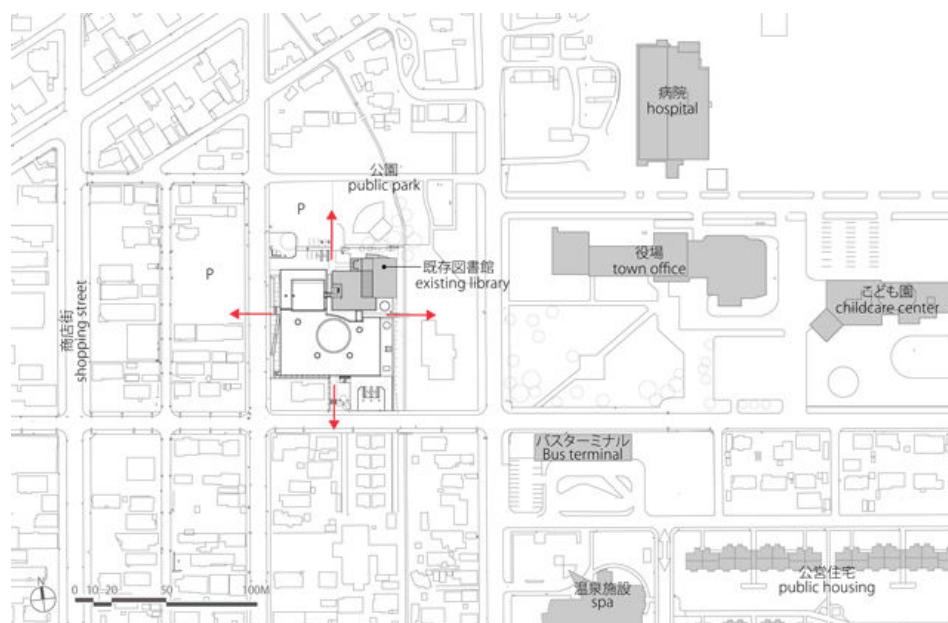 病院
hospital
公園
public park
P
P
既存図書館
existing library
役場
town office
こども園
childcare center
商店街
shopping street
バスターミナル
Bus terminal
N
0 10 20 50 100M
温泉施設
spa
公営住宅
public housing